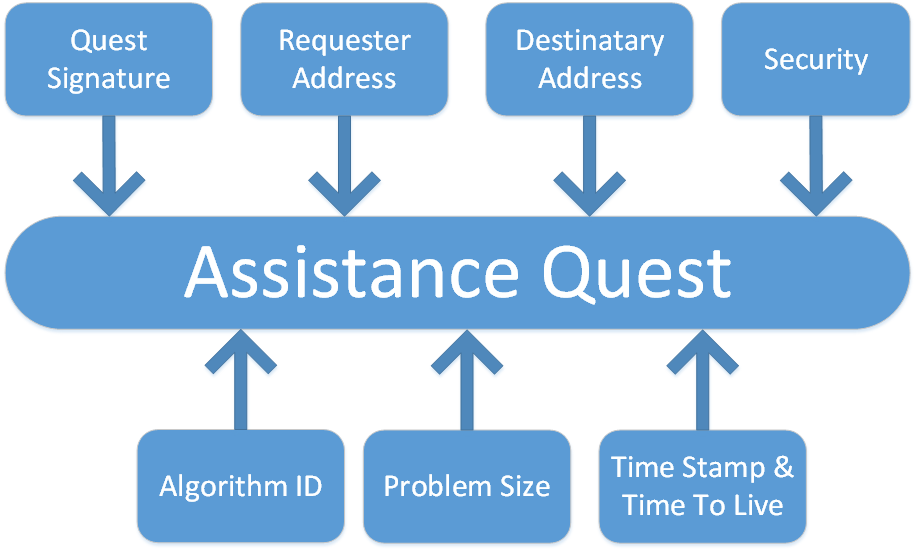 Quest
Signature
Requester
Address
Destinatary
Address
Security
Assistance Quest
Algorithm ID
Problem Size
Time Stamp &
Time To Live